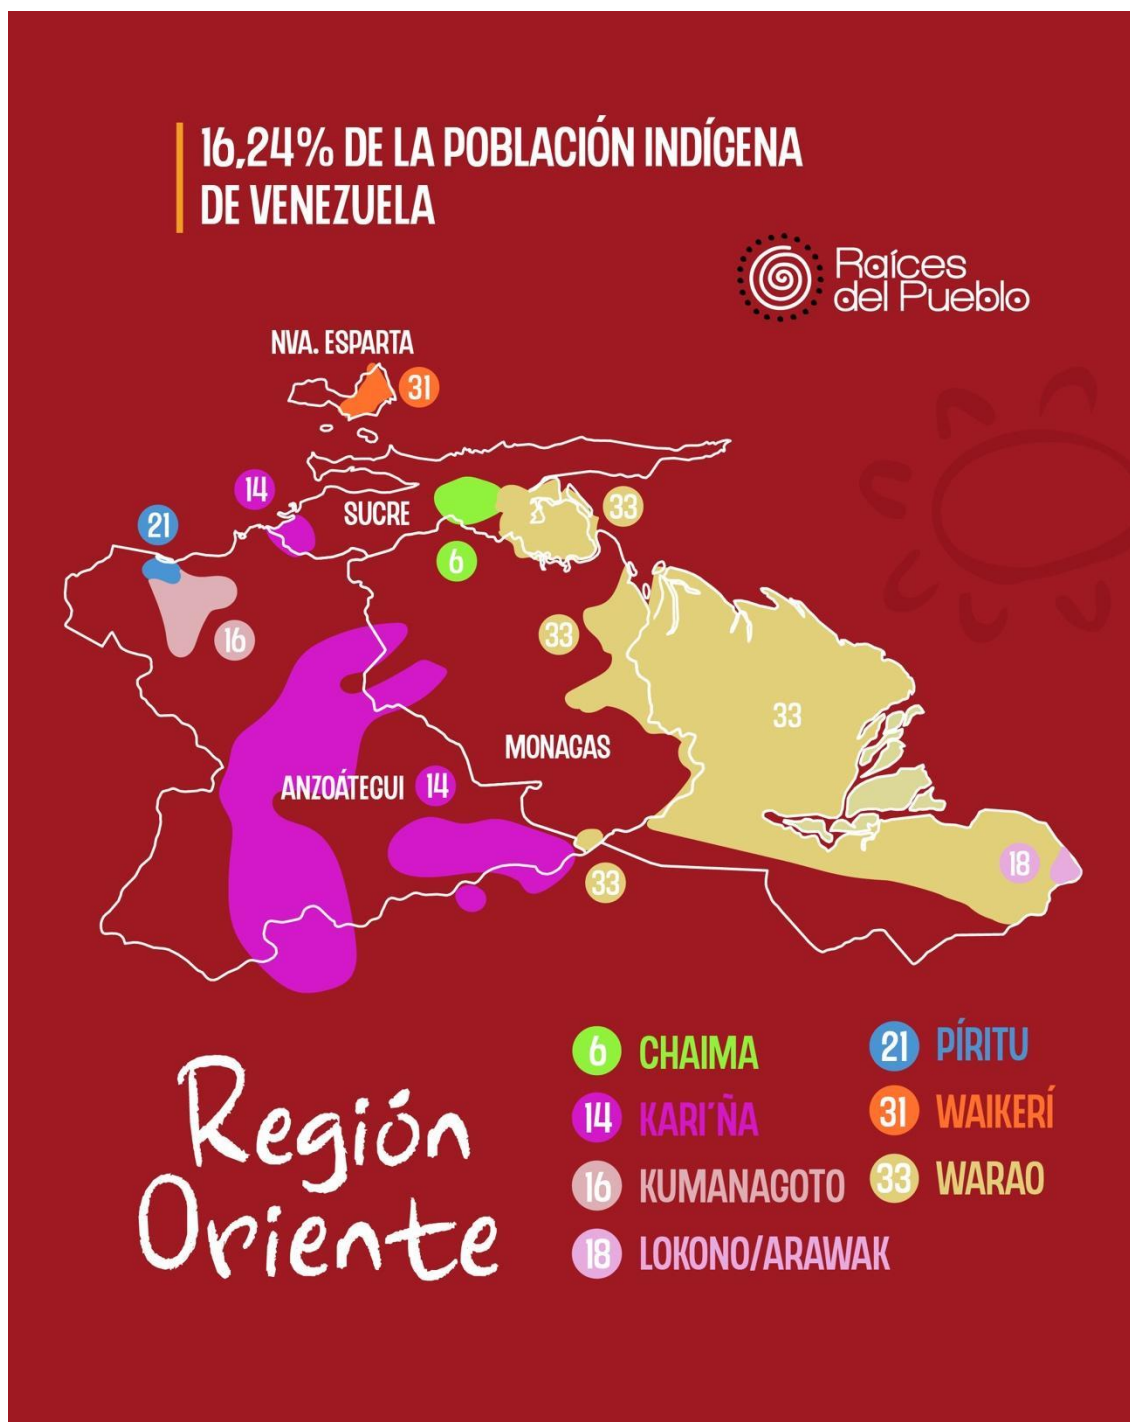 16,24% DE LA POBLACIÓN INDÍGENA
DE VENEZUELA
Raíces
del Pueblo
NVA. ESPARTA
31
14
SUCRE
33
21
6
16
33
33
MONAGAS
ANZOÁTEGUI 14
18
33
Región
Oriente
6 CHAIMA
14 KARI´ÑA
16 KUMANAGOTO
18 LOKONO/ARAWAK
21 PÍRITU
31 WAIKERÍ
33 WARAO